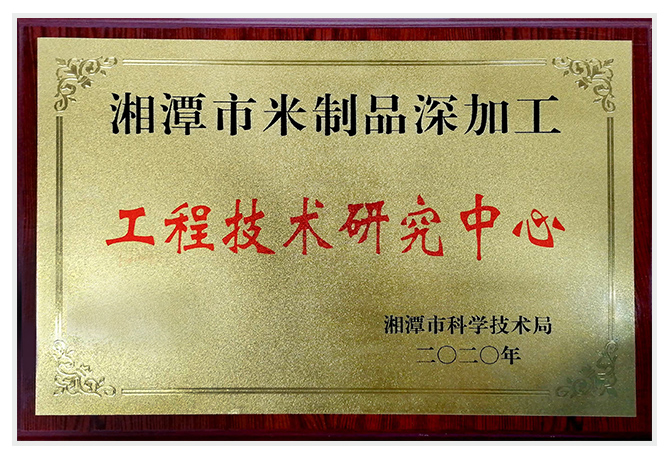 湘潭市米制品深加工
工程技术研究中心
湘潭市科学技术局
二〇二〇年